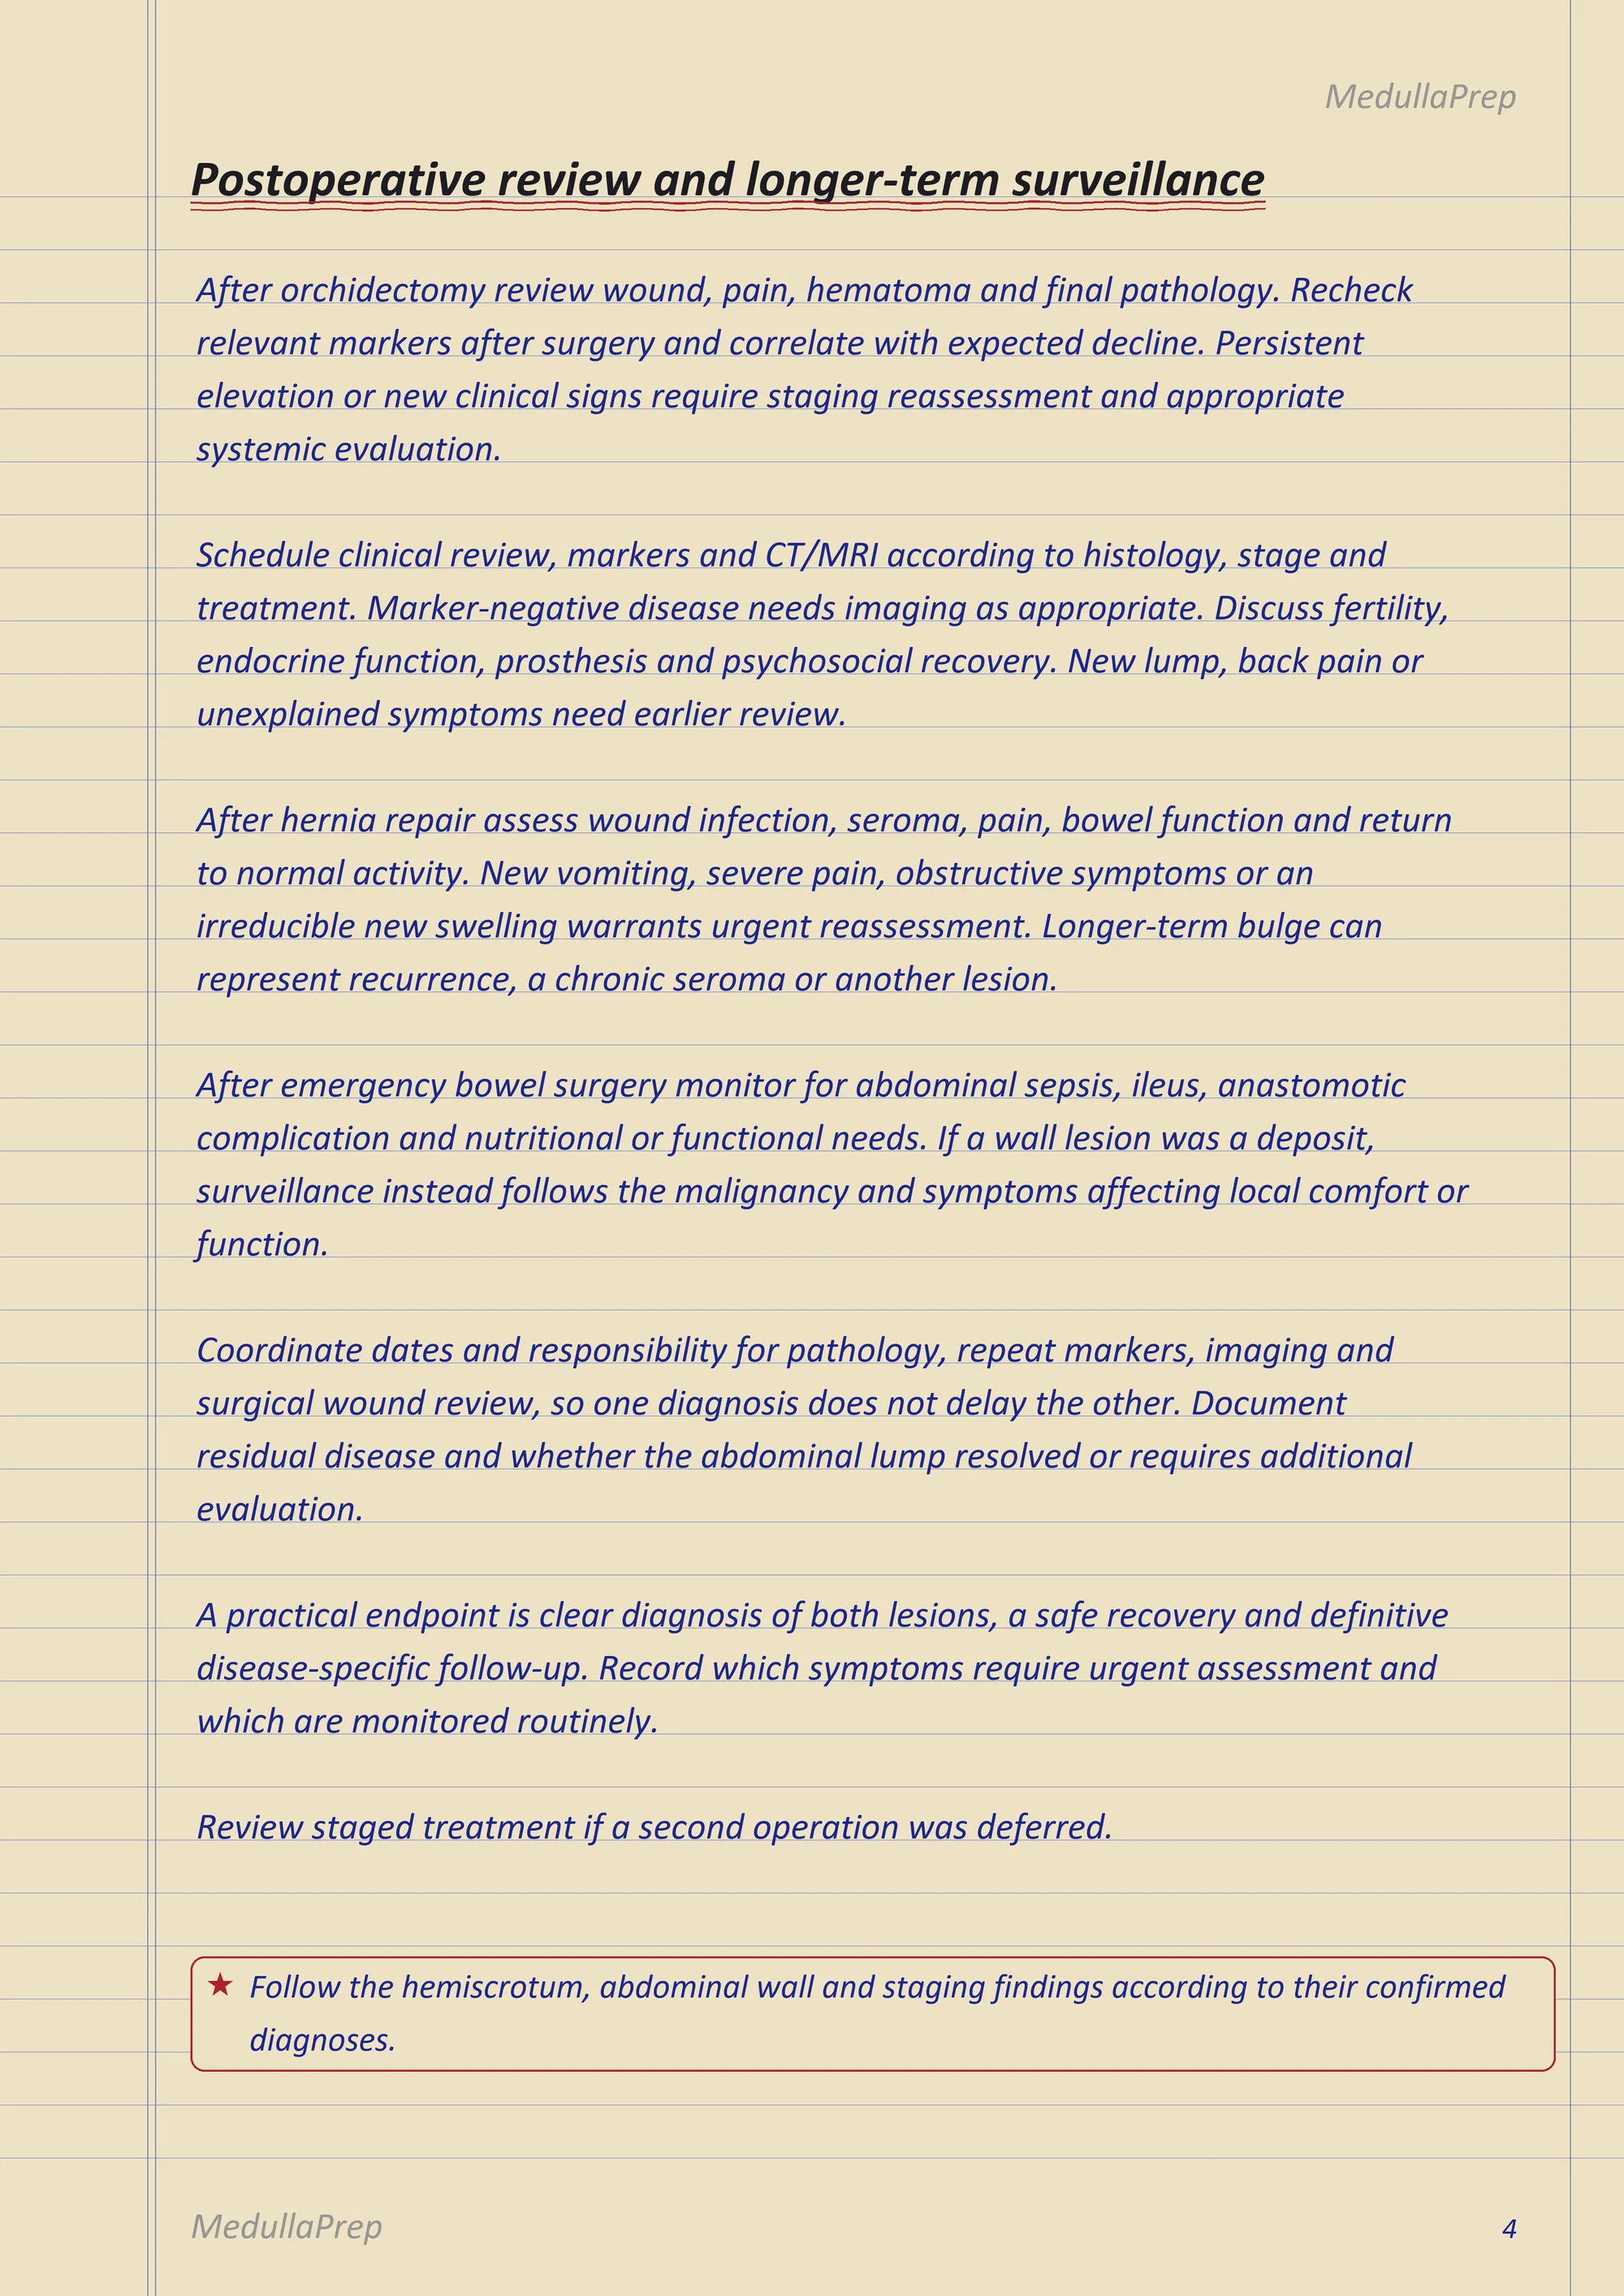 MedullaPrep
Postoperative review and longer-term surveillance
After orchidectomy review wound, pain, hematoma and final pathology. Recheck
relevant markers after surgery and correlate with expected decline. Persistent
elevation or new clinical signs require staging reassessment and appropriate
systemic evaluation.
Schedule clinical review, markers and CT/MRI according to histology, stage and
treatment. Marker-negative disease needs imaging as appropriate. Discuss fertility,
endocrine function, prosthesis and psychosocial recovery. New lump, back pain or
unexplained symptoms need earlier review.
After hernia repair assess wound infection, seroma, pain, bowel function and return
to normal activity. New vomiting, severe pain, obstructive symptoms or an
irreducible new swelling warrants urgent reassessment. Longer-term bulge can
represent recurrence, a chronic seroma or another lesion.
After emergency bowel surgery monitor for abdominal sepsis, ileus, anastomotic
complication and nutritional or functional needs. If a wall lesion was a deposit,
surveillance instead follows the malignancy and symptoms affecting local comfort or
function.
Coordinate dates and responsibility for pathology, repeat markers, imaging and
surgical wound review, so one diagnosis does not delay the other. Document
residual disease and whether the abdominal lump resolved or requires additional
evaluation.
A practical endpoint is clear diagnosis of both lesions, a safe recovery and definitive
disease-specific follow-up. Record which symptoms require urgent assessment and
which are monitored routinely.
Review staged treatment if a second operation was deferred.
★ Follow the hemiscrotum, abdominal wall and staging findings according to their confirmed
diagnoses.
MedullaPrep
4